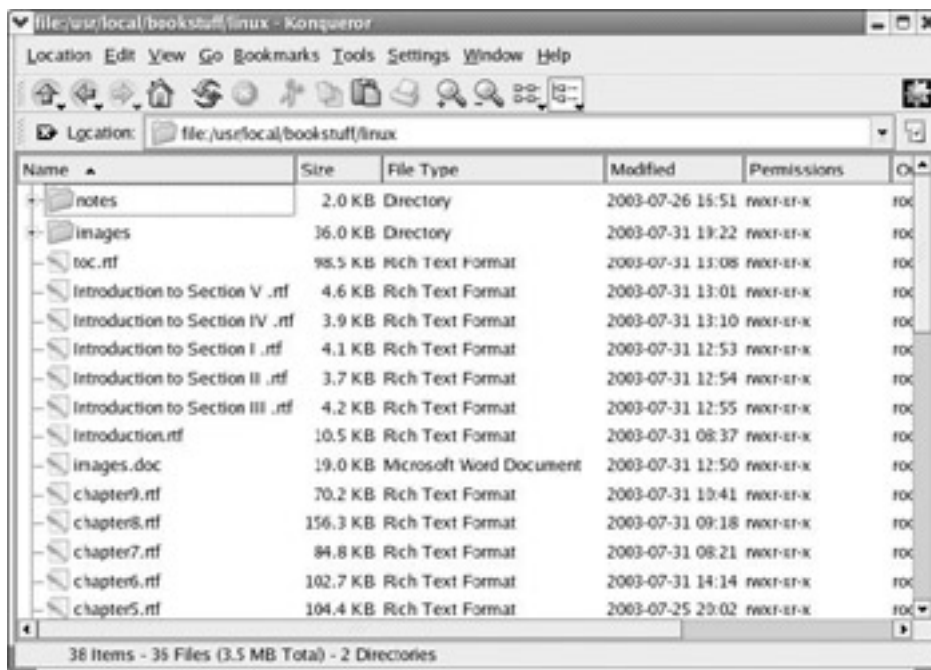 file:/usr/local/bookstuff/linux - Konqueror
Location Edit View Go Bookmarks Tools Settings Window Help
Location: file:/usr/local/bookstuff/linux
Name Size File Type Modified Permissions
notes 2.0 KB Directory 2003-07-26 16:51 rwxr-xr-x
images 36.0 KB Directory 2003-07-31 19:22 rwxr-xr-x
toc.rtf 98.5 KB Rich Text Format 2003-07-31 13:08 rwxr-xr-x
Introduction to Section V .rtf 4.6 KB Rich Text Format 2003-07-31 13:01 rwxr-xr-x
Introduction to Section IV .rtf 3.9 KB Rich Text Format 2003-07-31 13:10 rwxr-xr-x
Introduction to Section I .rtf 4.1 KB Rich Text Format 2003-07-31 12:53 rwxr-xr-x
Introduction to Section II .rtf 3.7 KB Rich Text Format 2003-07-31 12:54 rwxr-xr-x
Introduction to Section III .rtf 4.2 KB Rich Text Format 2003-07-31 12:55 rwxr-xr-x
Introduction.rtf 10.5 KB Rich Text Format 2003-07-31 08:37 rwxr-xr-x
images.doc 19.0 KB Microsoft Word Document 2003-07-31 12:50 rwxr-xr-x
chapter9.rtf 70.2 KB Rich Text Format 2003-07-31 10:41 rwxr-xr-x
chapter8.rtf 156.3 KB Rich Text Format 2003-07-31 09:18 rwxr-xr-x
chapter7.rtf 84.8 KB Rich Text Format 2003-07-31 08:21 rwxr-xr-x
chapter6.rtf 102.7 KB Rich Text Format 2003-07-31 14:14 rwxr-xr-x
chapter5.rtf 104.4 KB Rich Text Format 2003-07-25 20:02 rwxr-xr-x
38 Items - 36 Files (3.5 MB Total) - 2 Directories